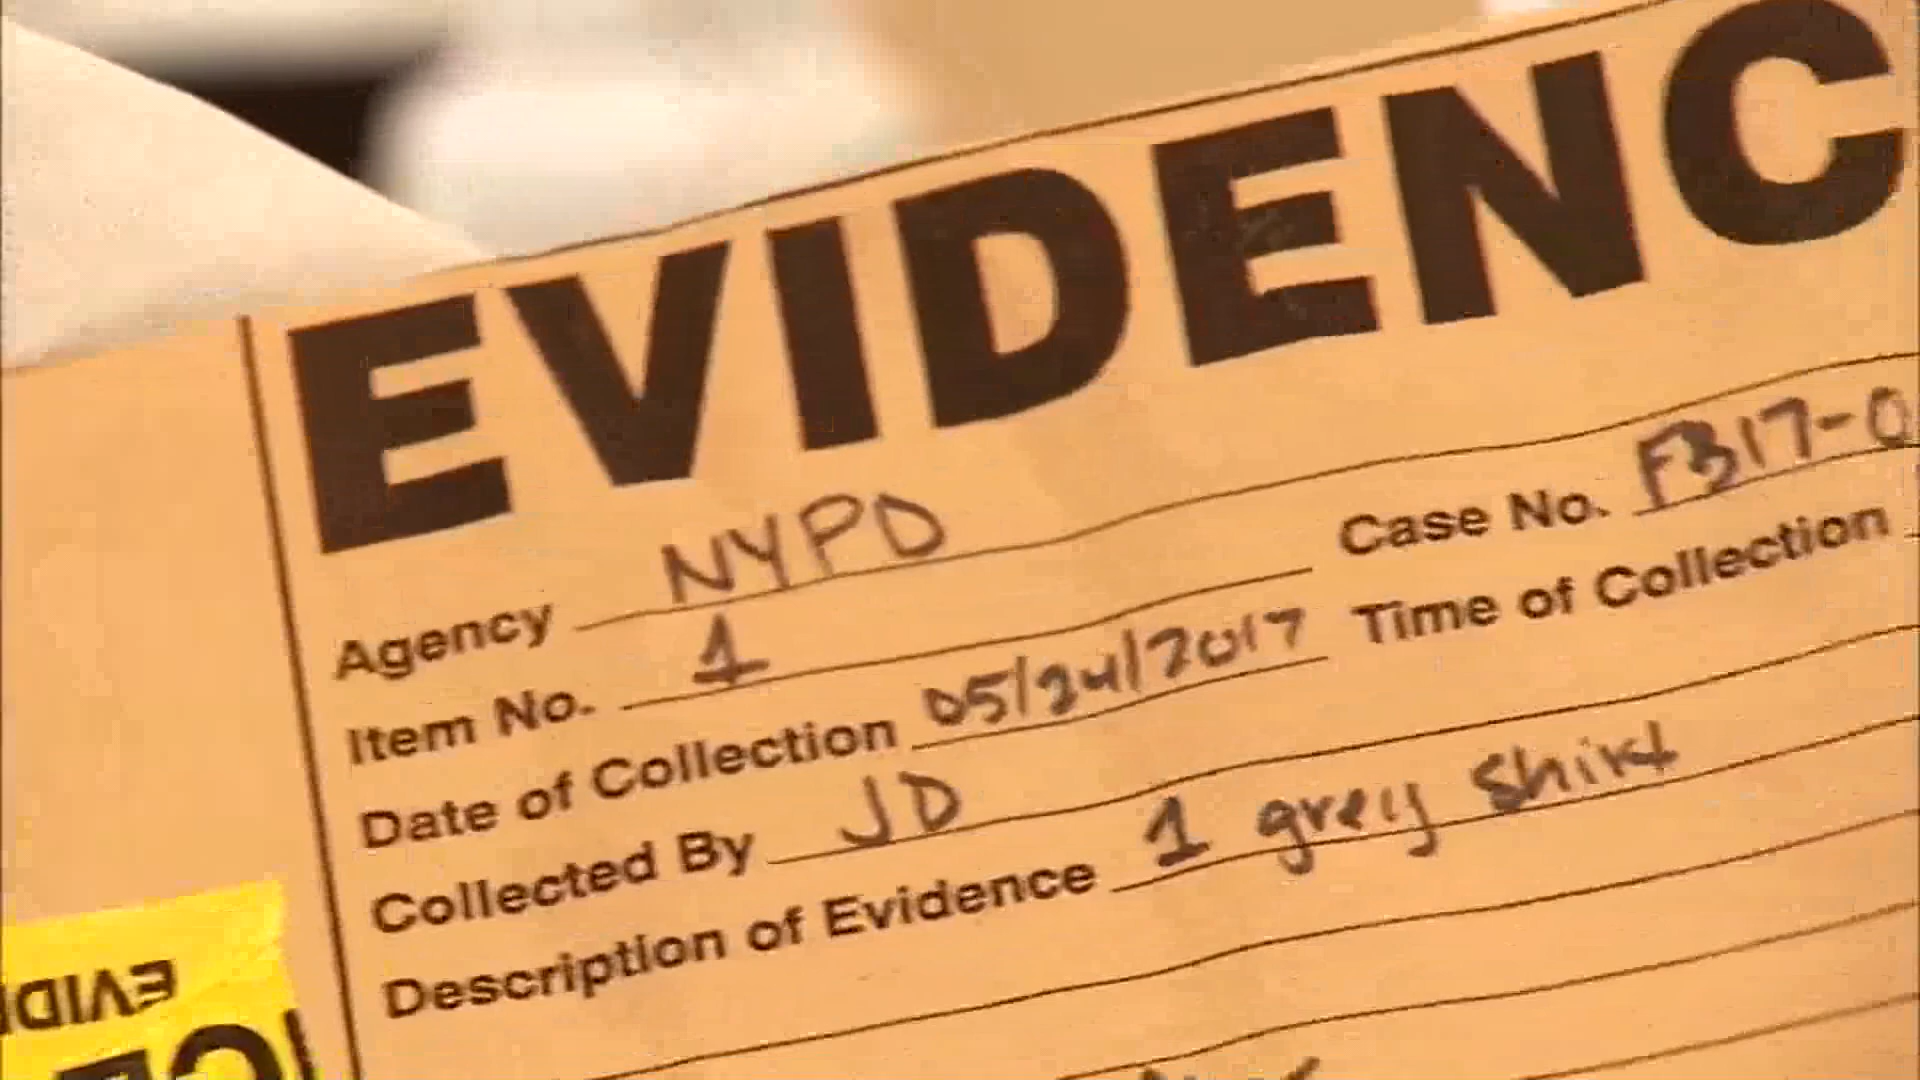 EVIDENC
Agency NYPD Case No. FB17-0
Item No. 1 Time of Collection
Date of Collection 05/24/2017
Collected By JD
Description of Evidence 1 grey shirt
EVIDE